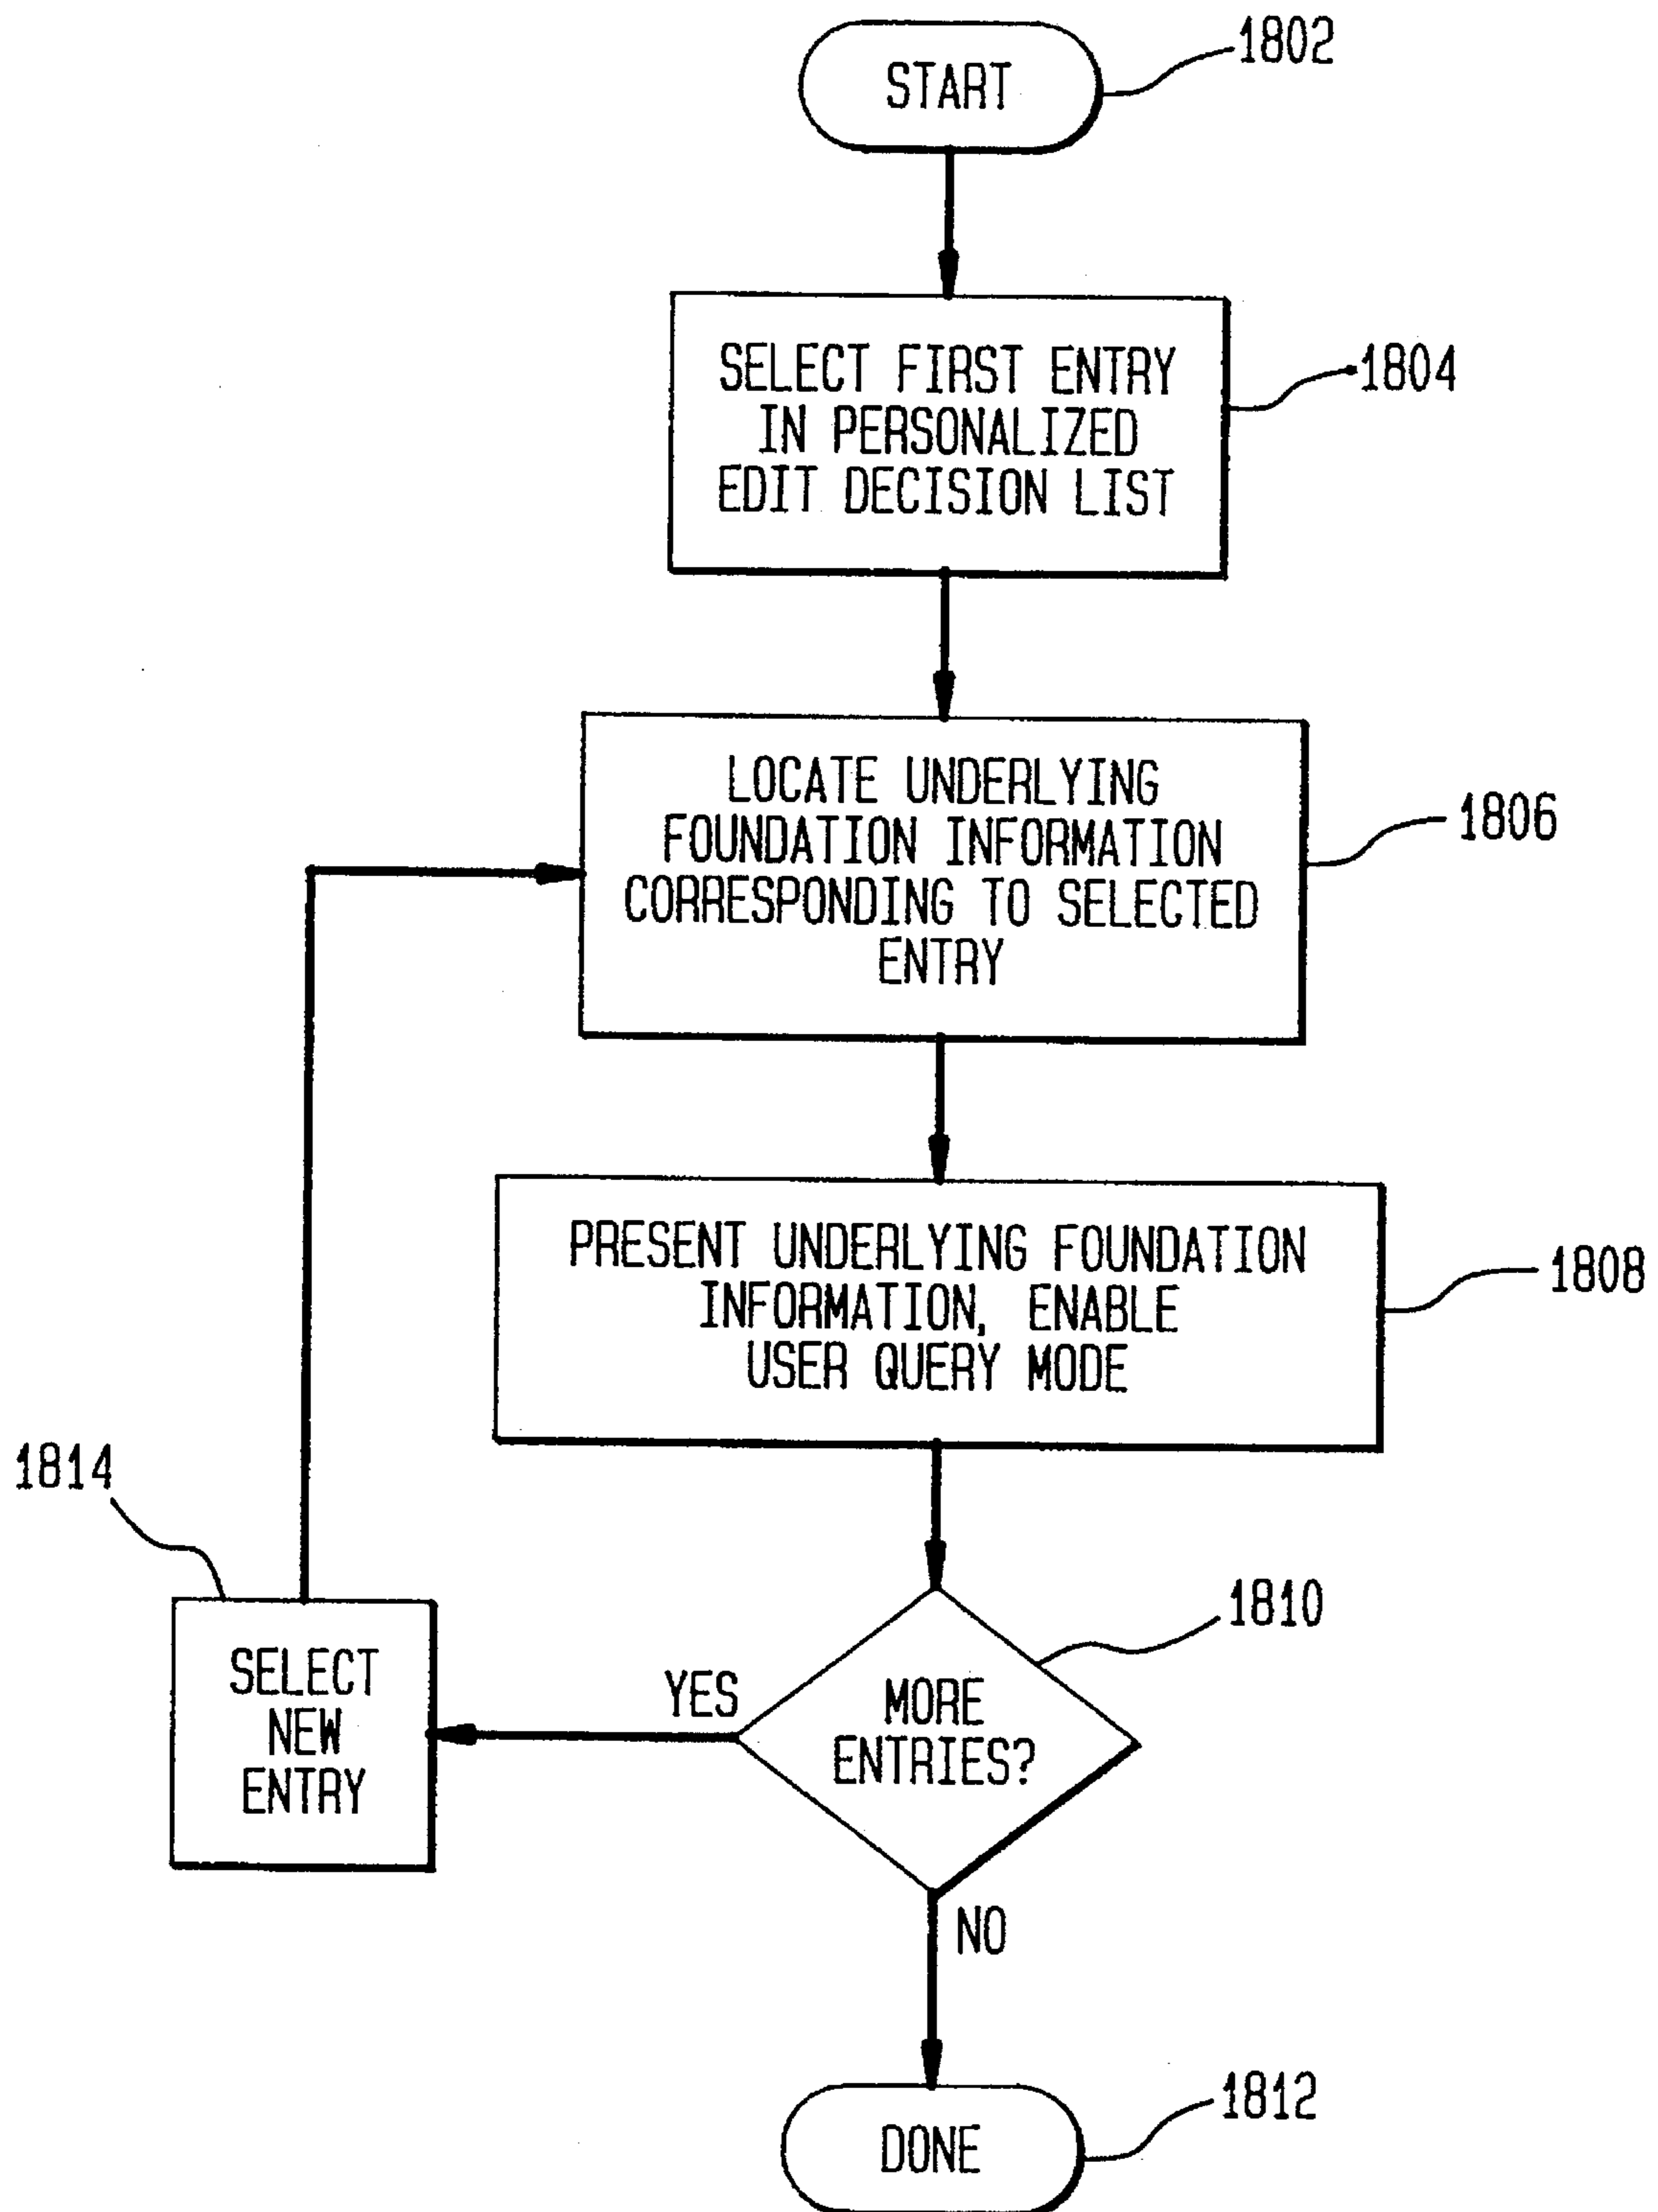 START
1802
SELECT FIRST ENTRY
IN PERSONALIZED
EDIT DECISION LIST
1804
LOCATE UNDERLYING
FOUNDATION INFORMATION
CORRESPONDING TO SELECTED
ENTRY
1806
PRESENT UNDERLYING FOUNDATION
INFORMATION, ENABLE
USER QUERY MODE
1808
1814
SELECT
NEW
ENTRY
YES
MORE
ENTRIES?
1810
NO
DONE
1812